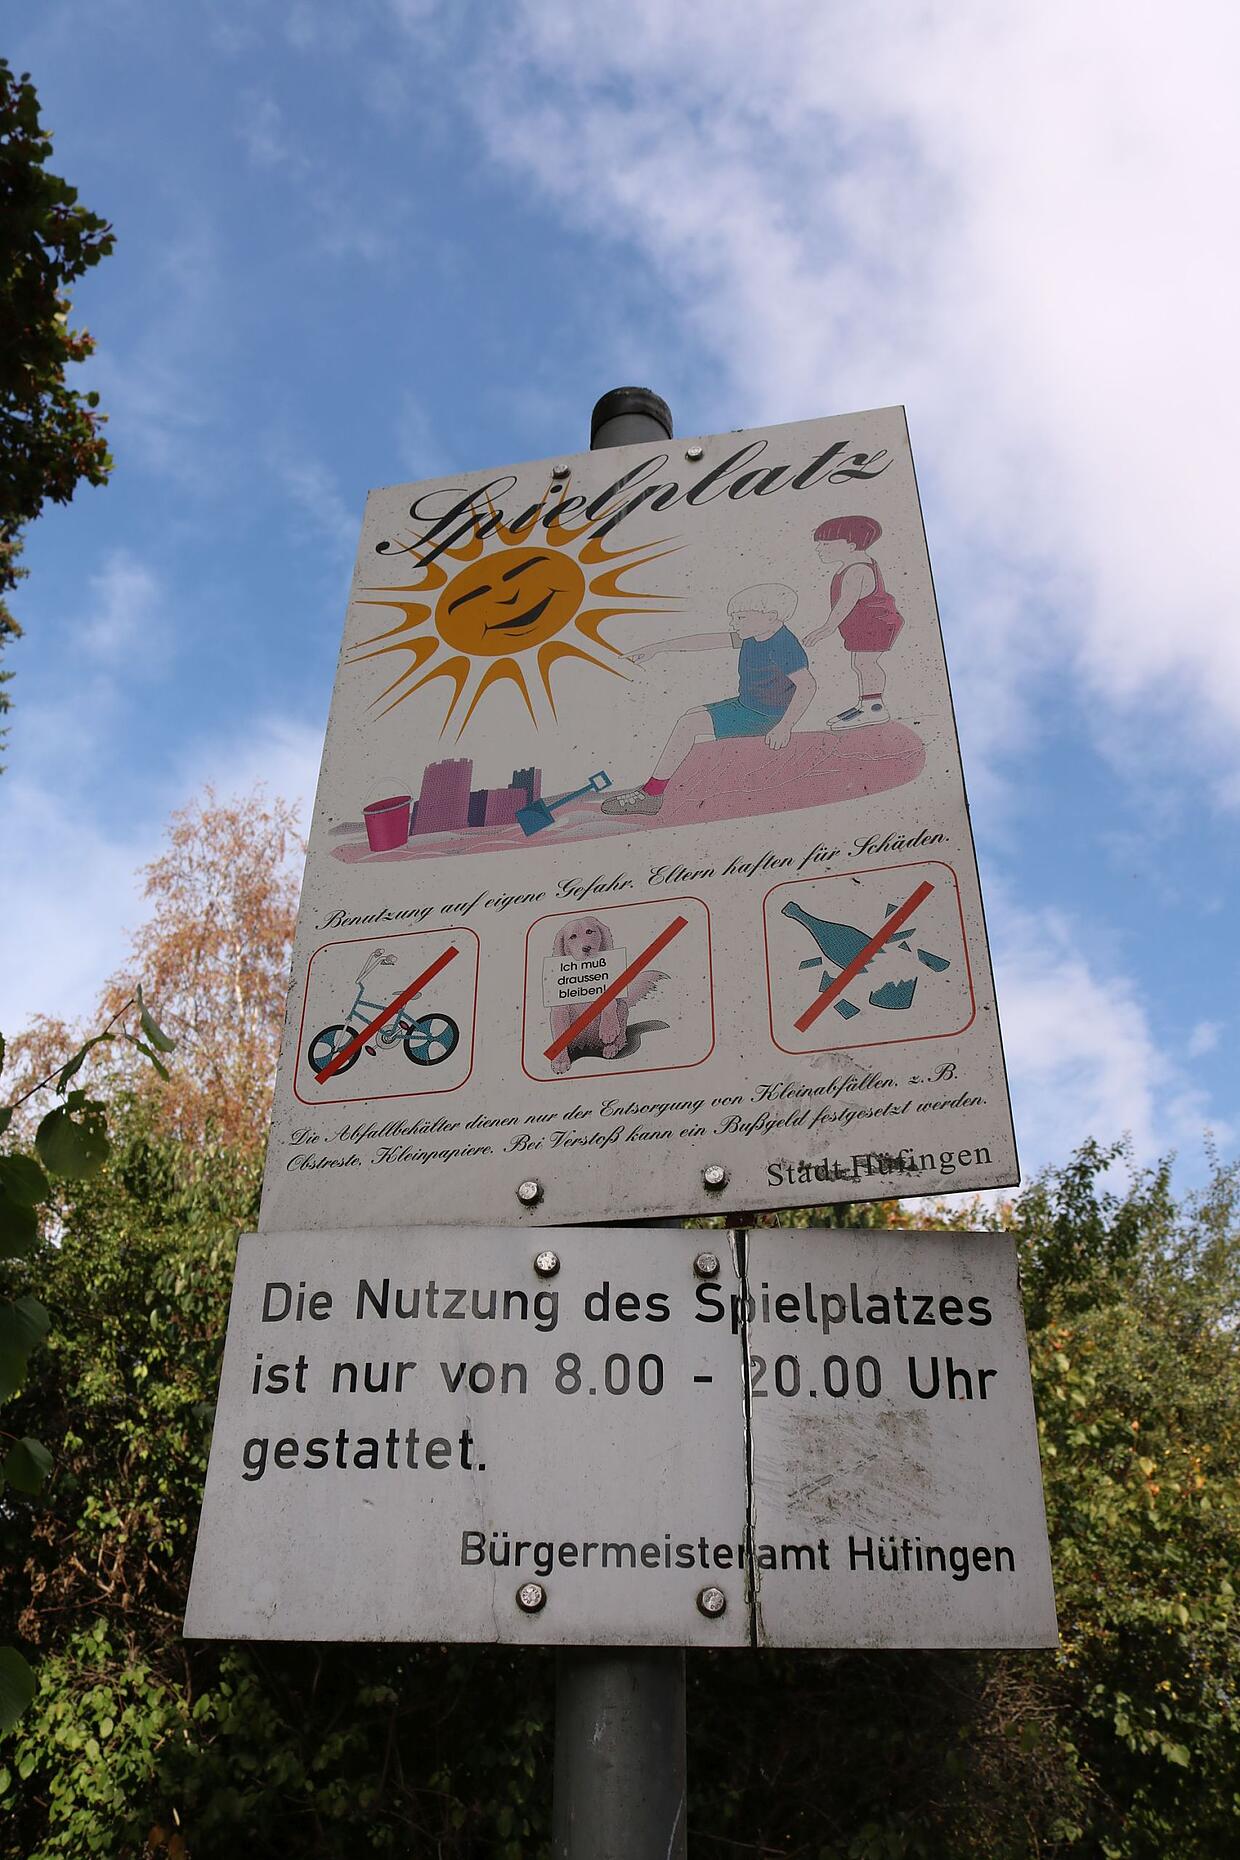 Spielplatz
Benutzung auf eigene Gefahr. Eltern haften für Schäden.
Ich muß
draussen
bleiben!
Die Abfallbehälter dienen nur der Entsorgung von Kleinabfällen, z. B.
Obstreste, Kleinpapiere. Bei Verstoß kann ein Bußgeld festgesetzt werden.
Stadt Hüfingen
Die Nutzung des Spielplatzes
ist nur von 8.00 - 20.00 Uhr
gestattet.
Bürgermeisteramt Hüfingen